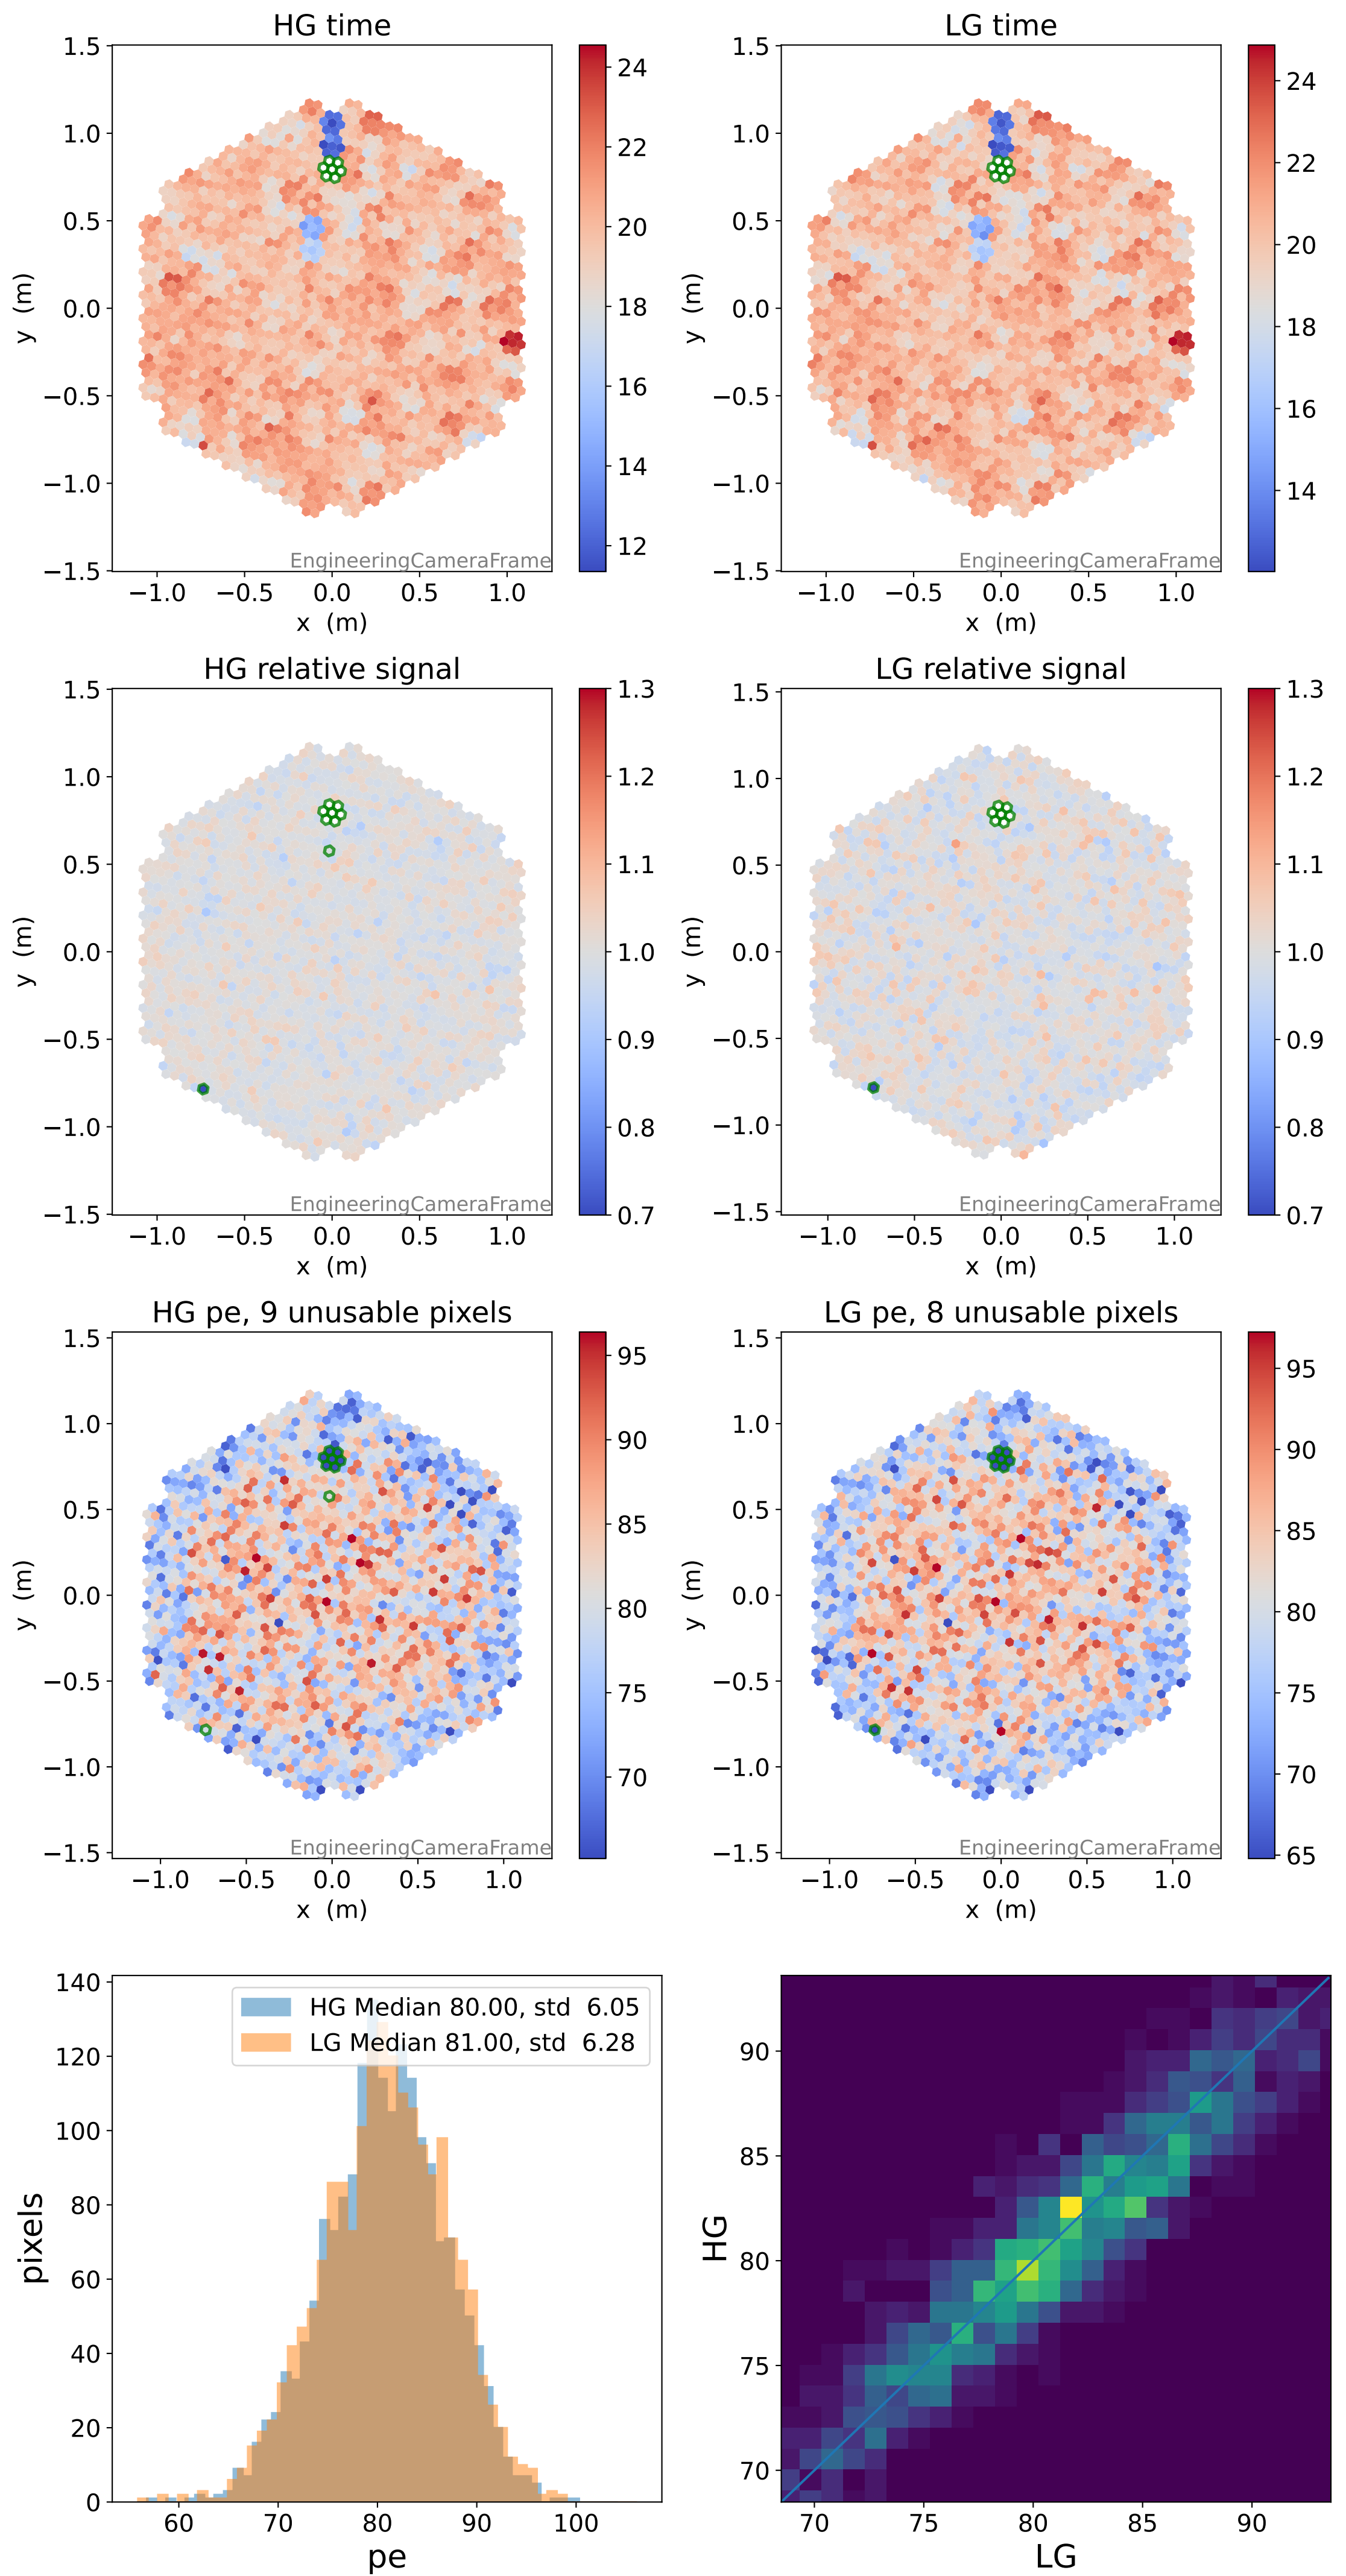 HG time
LG time
1.5
1.0
0.5
0.0
−0.5
−1.0
−1.5
y (m)
−1.0 −0.5 0.0 0.5 1.0
x (m)
EngineeringCameraFrame
24
22
20
18
16
14
12
1.5
1.0
0.5
0.0
−0.5
−1.0
−1.5
y (m)
−1.0 −0.5 0.0 0.5 1.0
x (m)
EngineeringCameraFrame
24
22
20
18
16
14
HG relative signal
LG relative signal
1.5
1.0
0.5
0.0
−0.5
−1.0
−1.5
y (m)
−1.0 −0.5 0.0 0.5 1.0
x (m)
EngineeringCameraFrame
1.3
1.2
1.1
1.0
0.9
0.8
0.7
1.5
1.0
0.5
0.0
−0.5
−1.0
−1.5
y (m)
−1.0 −0.5 0.0 0.5 1.0
x (m)
EngineeringCameraFrame
1.3
1.2
1.1
1.0
0.9
0.8
0.7
HG pe, 9 unusable pixels
LG pe, 8 unusable pixels
1.5
1.0
0.5
0.0
−0.5
−1.0
−1.5
y (m)
−1.0 −0.5 0.0 0.5 1.0
x (m)
EngineeringCameraFrame
95
90
85
80
75
70
1.5
1.0
0.5
0.0
−0.5
−1.0
−1.5
y (m)
−1.0 −0.5 0.0 0.5 1.0
x (m)
EngineeringCameraFrame
95
90
85
80
75
70
65
140
120
100
80
60
40
20
0
pixels
HG Median 80.00, std 6.05
LG Median 81.00, std 6.28
60 70 80 90 100
pe
90
85
80
75
70
HG
70 75 80 85 90
LG